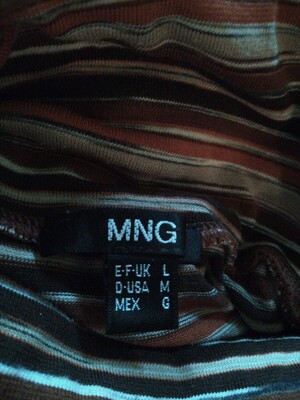 MNG
E·F·UK L
D·USA M
MEX G